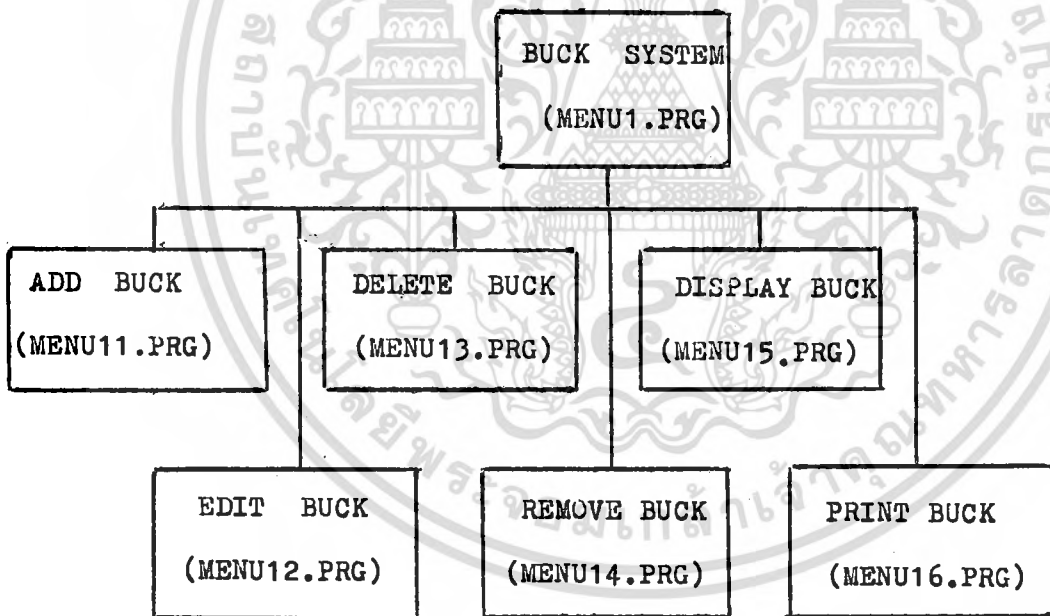 BUCK SYSTEM
(MENU1.PRG)
ADD BUCK
(MENU11.PRG)
DELETE BUCK
(MENU13.PRG)
DISPLAY BUCK
(MENU15.PRG)
EDIT BUCK
(MENU12.PRG)
REMOVE BUCK
(MENU14.PRG)
PRINT BUCK
(MENU16.PRG)